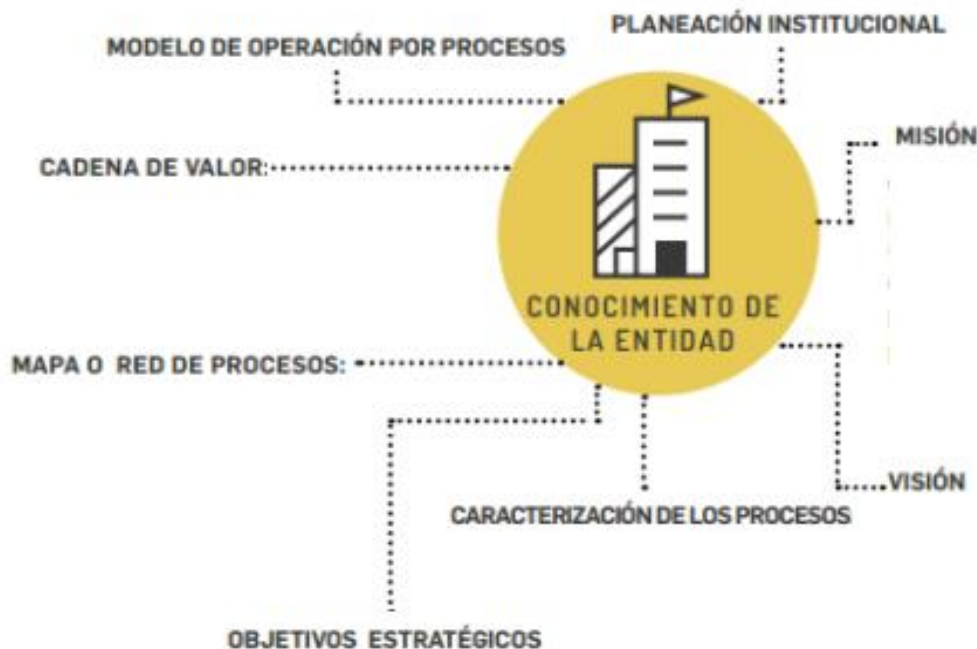 PLANEACIÓN INSTITUCIONAL
MODELO DE OPERACIÓN POR PROCESOS
MISIÓN
CADENA DE VALOR:
CONOCIMIENTO DE
LA ENTIDAD
MAPA O RED DE PROCESOS:
VISIÓN
CARACTERIZACIÓN DE LOS PROCESOS
OBJETIVOS ESTRATÉGICOS